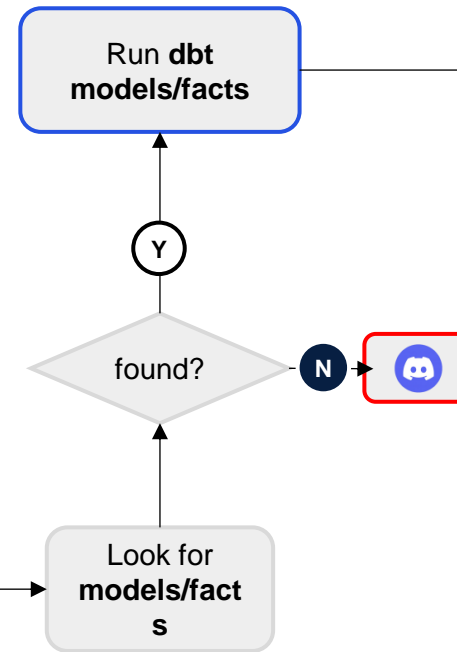 Run dbt
models/facts
Y
found?
N
Look for
models/fact
s